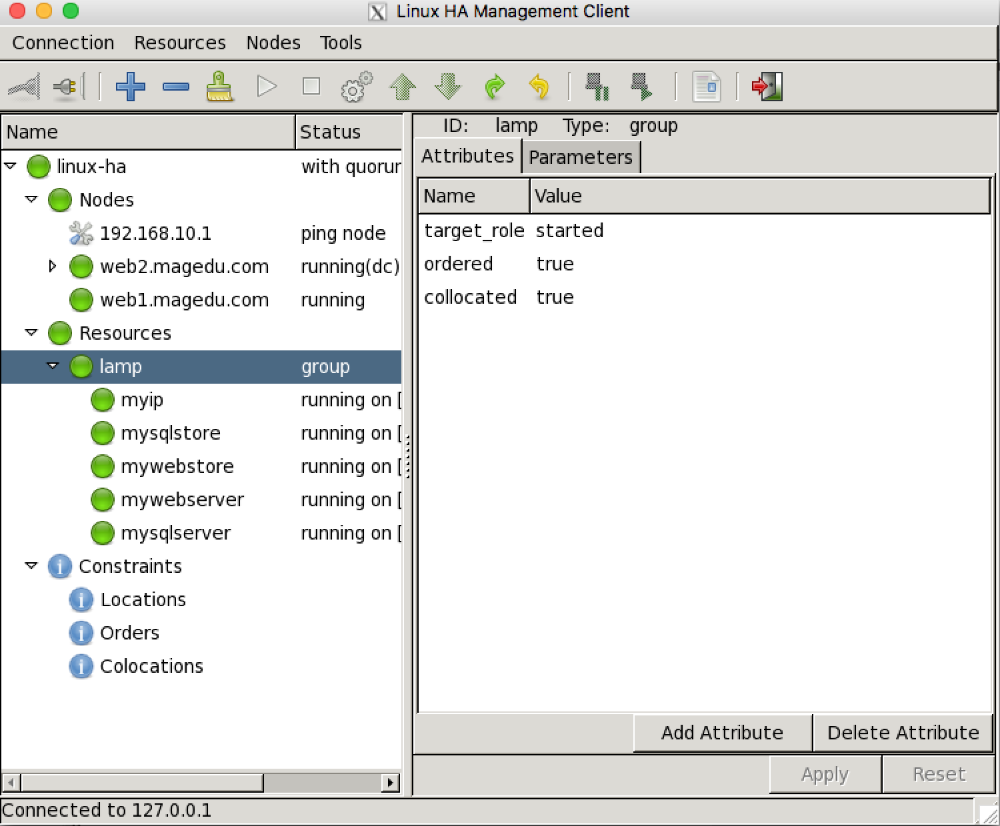 Linux HA Management Client
Connection Resources Nodes Tools
Name Status
linux-ha with quorum
Nodes
192.168.10.1 ping node
web2.magedu.com running(dc)
web1.magedu.com running
Resources
lamp group
myip running on [
mysqlstore running on [
mywebstore running on [
mywebserver running on [
mysqlserver running on [
Constraints
Locations
Orders
Colocations
ID: lamp Type: group
Attributes Parameters
Name Value
target_role started
ordered true
collocated true
Add Attribute Delete Attribute
Apply Reset
Connected to 127.0.0.1